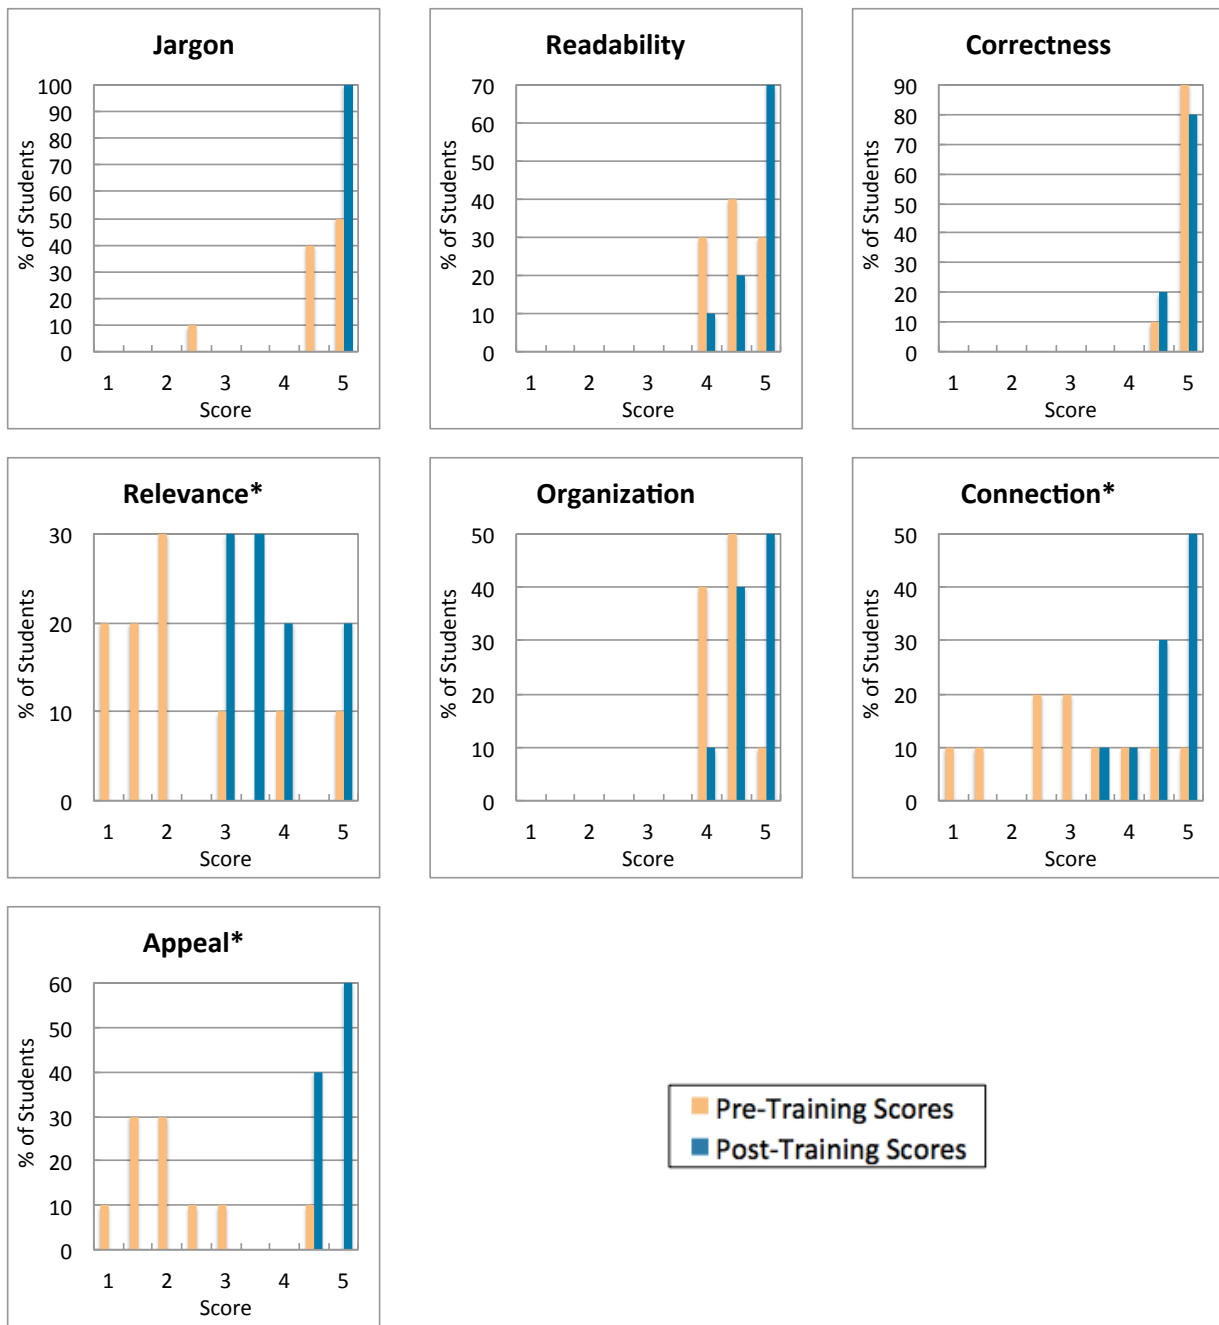 Jargon
% of Students
100
90
80
70
60
50
40
30
20
10
0
1 2 3 4 5
Score
Readability
% of Students
70
60
50
40
30
20
10
0
1 2 3 4 5
Score
Correctness
% of Students
90
80
70
60
50
40
30
20
10
0
1 2 3 4 5
Score
Relevance*
% of Students
30
20
10
0
1 2 3 4 5
Score
Organization
% of Students
50
40
30
20
10
0
1 2 3 4 5
Score
Connection*
% of Students
50
40
30
20
10
0
1 2 3 4 5
Score
Appeal*
% of Students
60
50
40
30
20
10
0
1 2 3 4 5
Score
Pre-Training Scores
Post-Training Scores